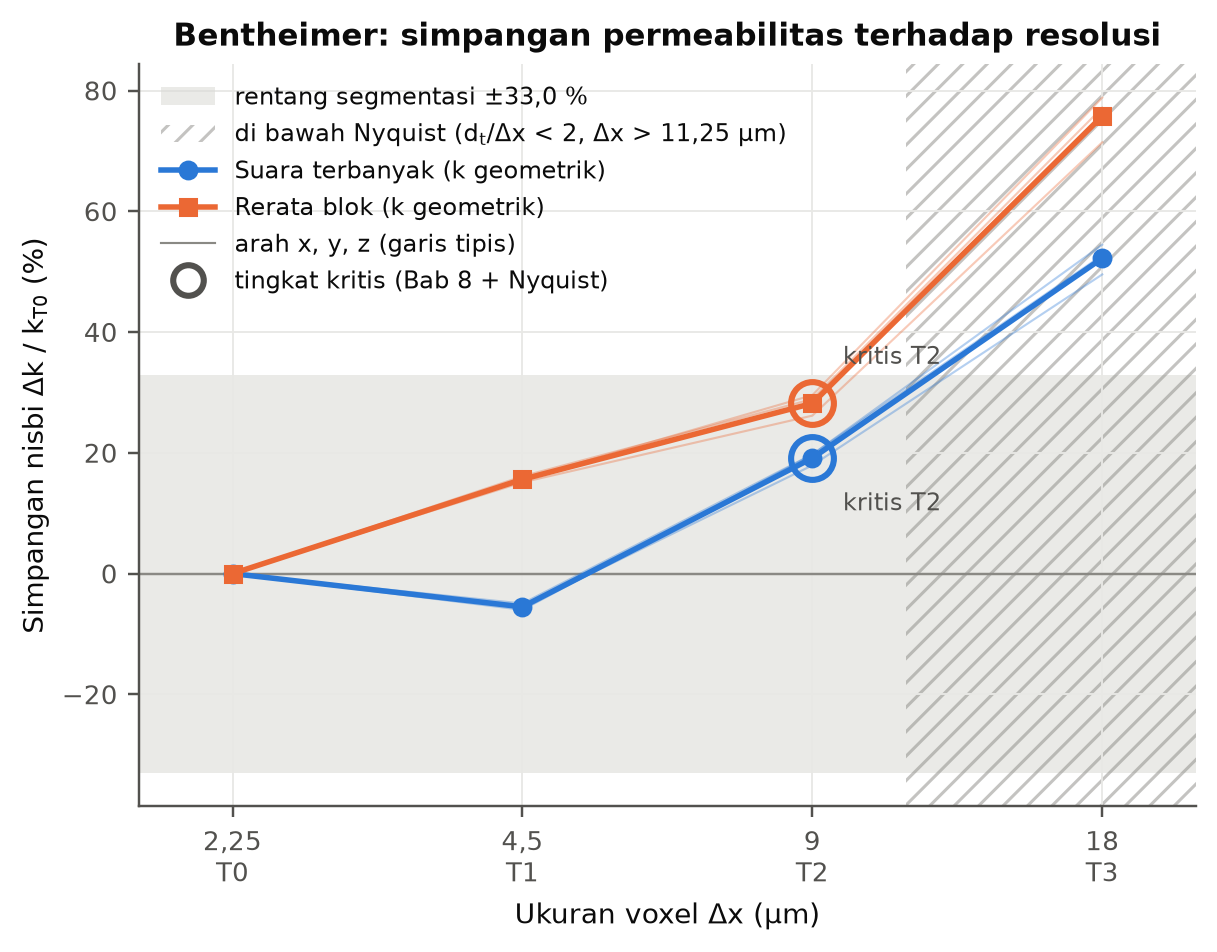 Bentheimer: simpangan permeabilitas terhadap resolusi
rentang segmentasi ±33,0 %
di bawah Nyquist (dₜ/Δx < 2, Δx > 11,25 µm)
Suara terbanyak (k geometrik)
Rerata blok (k geometrik)
arah x, y, z (garis tipis)
tingkat kritis (Bab 8 + Nyquist)
Simpangan nisbi Δk / k_T0 (%)
80
60
40
20
0
−20
kritis T2
kritis T2
2,25
T0
4,5
T1
9
T2
18
T3
Ukuran voxel Δx (µm)